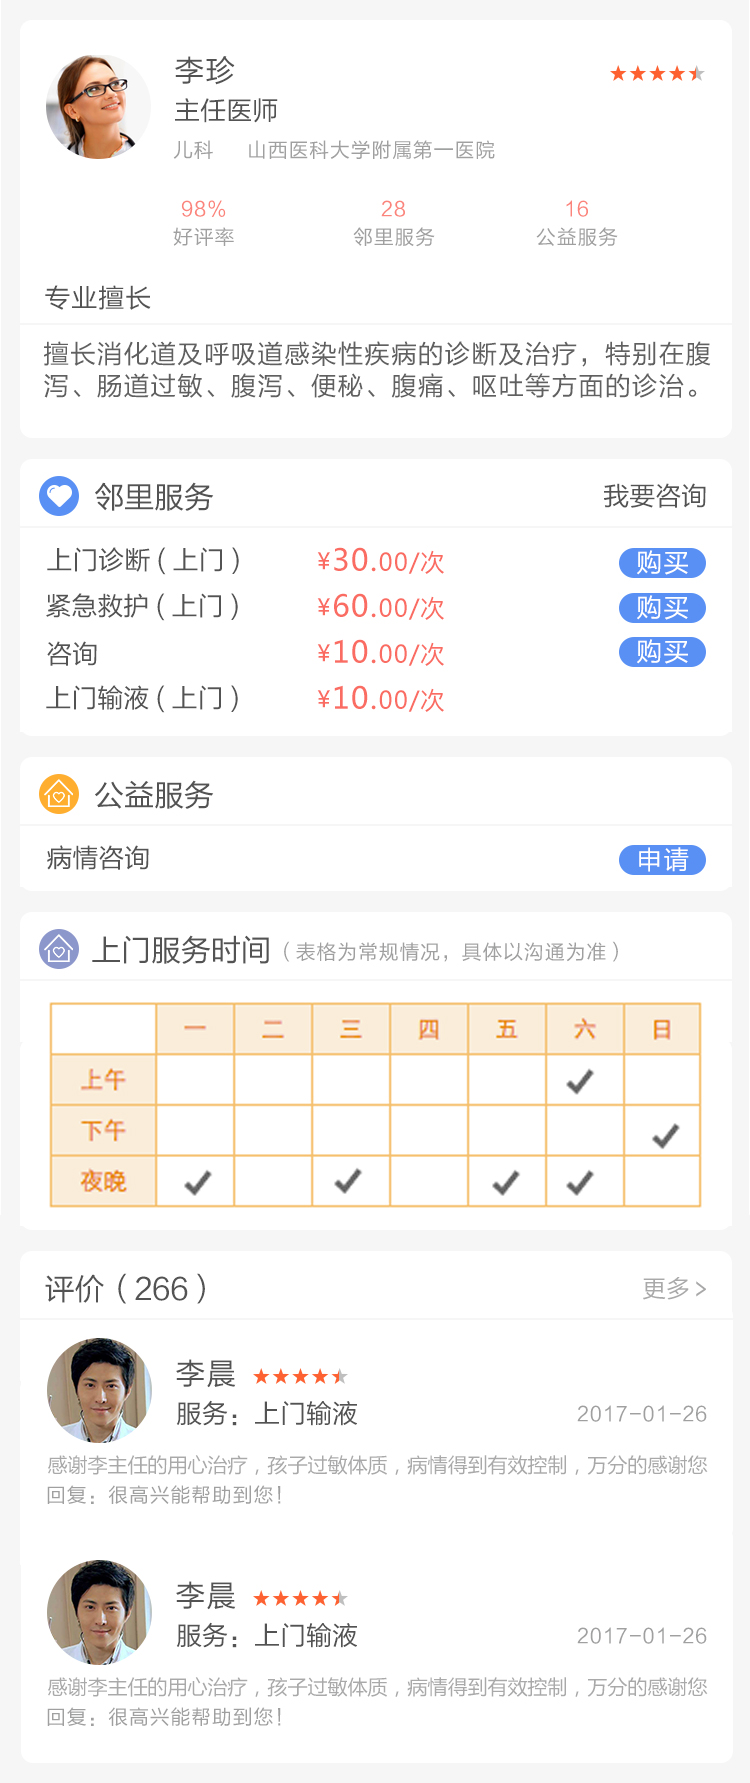 李珍
主任医师
儿科 山西医科大学附属第一医院
98% 28 16
好评率 邻里服务 公益服务
专业擅长
擅长消化道及呼吸道感染性疾病的诊断及治疗，特别在腹
泻、肠道过敏、腹泻、便秘、腹痛、呕吐等方面的诊治。
邻里服务 我要咨询
上门诊断（上门） ¥30.00/次 购买
紧急救护（上门） ¥60.00/次 购买
咨询 ¥10.00/次 购买
上门输液（上门） ¥10.00/次
公益服务
病情咨询 申请
上门服务时间（表格为常规情况，具体以沟通为准）
一 二 三 四 五 六 日
上午
下午
夜晚
评价（266） 更多>
李晨
服务：上门输液 2017-01-26
感谢李主任的用心治疗，孩子过敏体质，病情得到有效控制，万分的感谢您
回复：很高兴能帮助到您！
李晨
服务：上门输液 2017-01-26
感谢李主任的用心治疗，孩子过敏体质，病情得到有效控制，万分的感谢您
回复：很高兴能帮助到您！